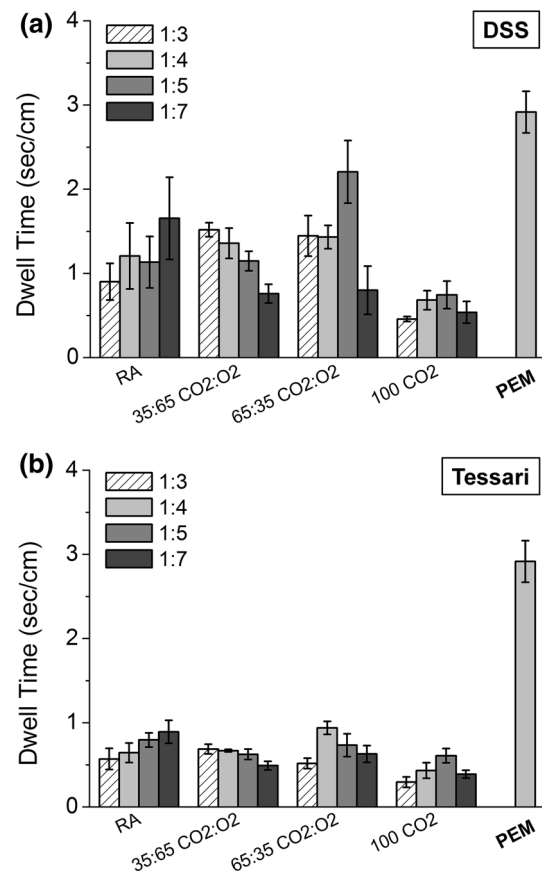 (a)
DSS
1:3
1:4
1:5
1:7
Dwell Time (sec/cm)
4
3
2
1
0
RA
35:65 CO2:O2
65:35 CO2:O2
100 CO2
PEM
(b)
Tessari
1:3
1:4
1:5
1:7
Dwell Time (sec/cm)
4
3
2
1
0
RA
35:65 CO2:O2
65:35 CO2:O2
100 CO2
PEM